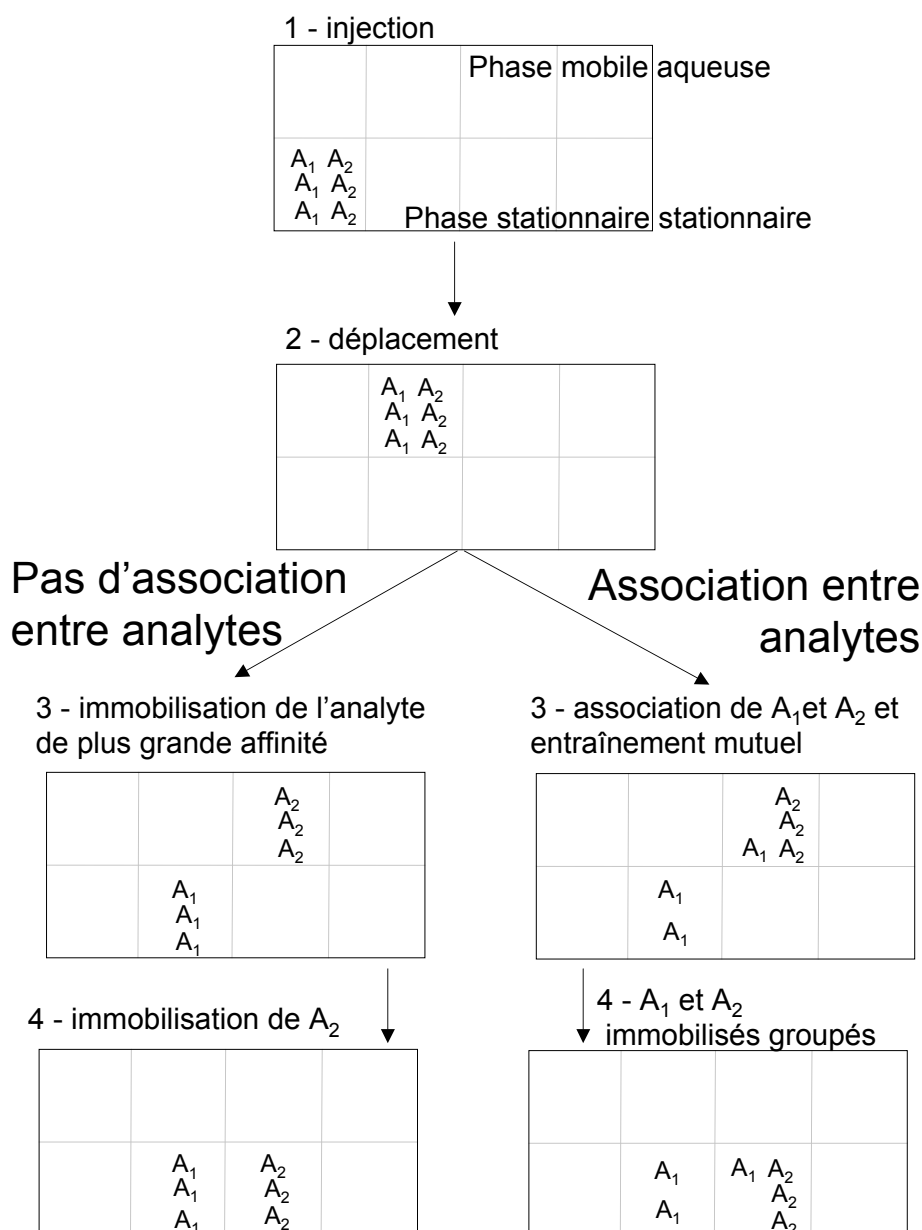 1 - injection
Phase mobile aqueuse
A1 A2
A1 A2
A1 A2
Phase stationnaire stationnaire
2 - déplacement
A1 A2
A1 A2
A1 A2
Pas d’association
entre analytes
Association entre
analytes
3 - immobilisation de l’analyte
de plus grande affinité
A2
A2
A2
A1
A1
A1
3 - association de A1et A2 et
entraînement mutuel
A2
A2
A1 A2
A1
A1
4 - immobilisation de A2
A1 A2
A1 A2
A1 A2
4 - A1 et A2
immobilisés groupés
A1 A1 A2
A2
A1 A2